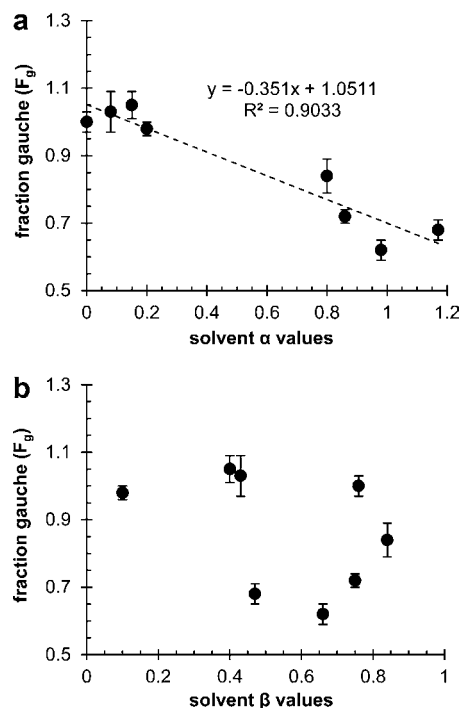 a
1.3
1.1
0.9
0.7
0.5
fraction gauche (Fg)
y = -0.351x + 1.0511
R² = 0.9033
0 0.2 0.4 0.6 0.8 1 1.2
solvent α values
b
1.3
1.1
0.9
0.7
0.5
fraction gauche (Fg)
0 0.2 0.4 0.6 0.8 1
solvent β values